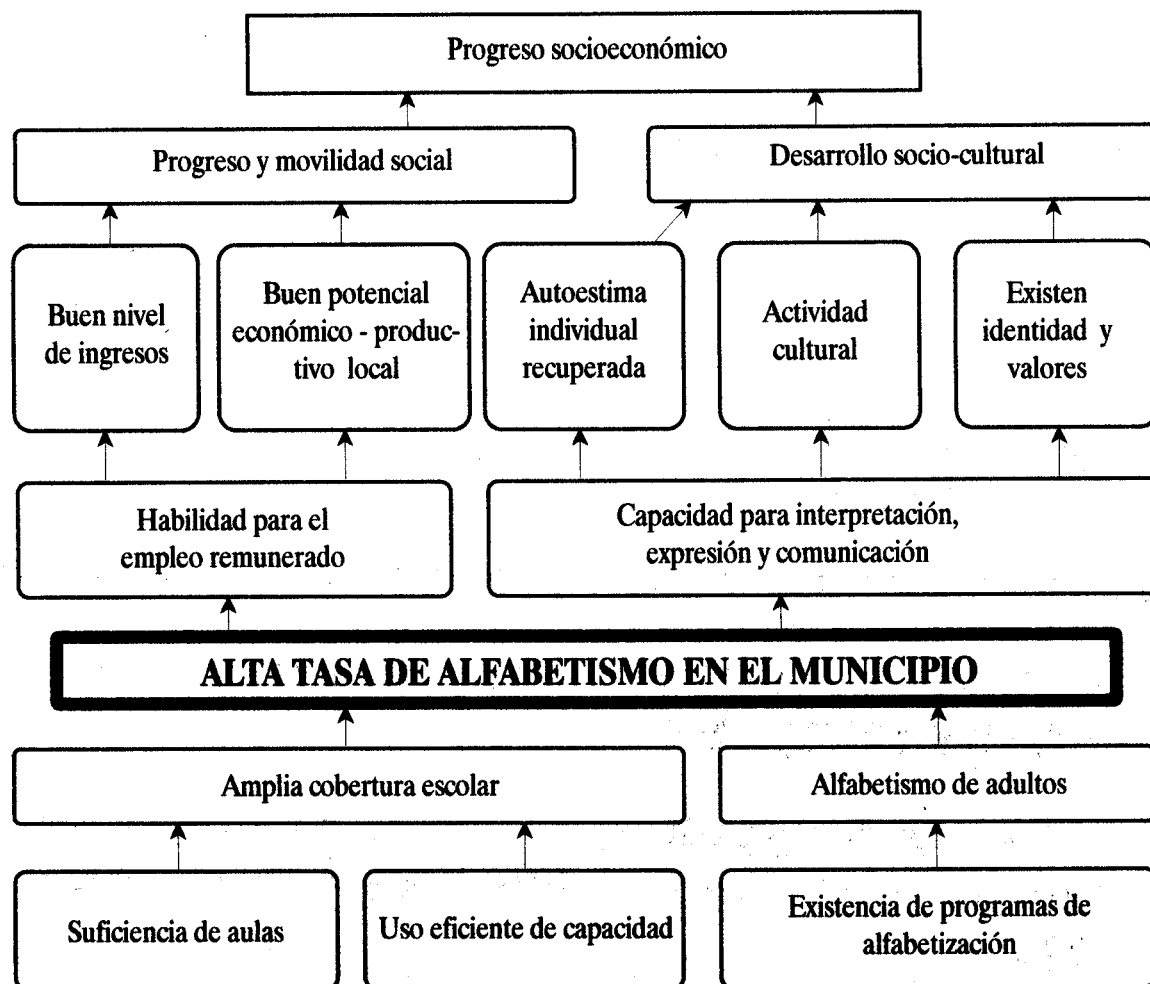 Progreso socioeconómico
Progreso y movilidad social
Desarrollo socio-cultural
Buen nivel
de ingresos
Buen potencial
económico - produc-
tivo local
Autoestima
individual
recuperada
Actividad
cultural
Existen
identidad y
valores
Habilidad para el
empleo remunerado
Capacidad para interpretación,
expresión y comunicación
ALTA TASA DE ALFABETISMO EN EL MUNICIPIO
Amplia cobertura escolar
Alfabetismo de adultos
Suficiencia de aulas
Uso eficiente de capacidad
Existencia de programas de
alfabetización